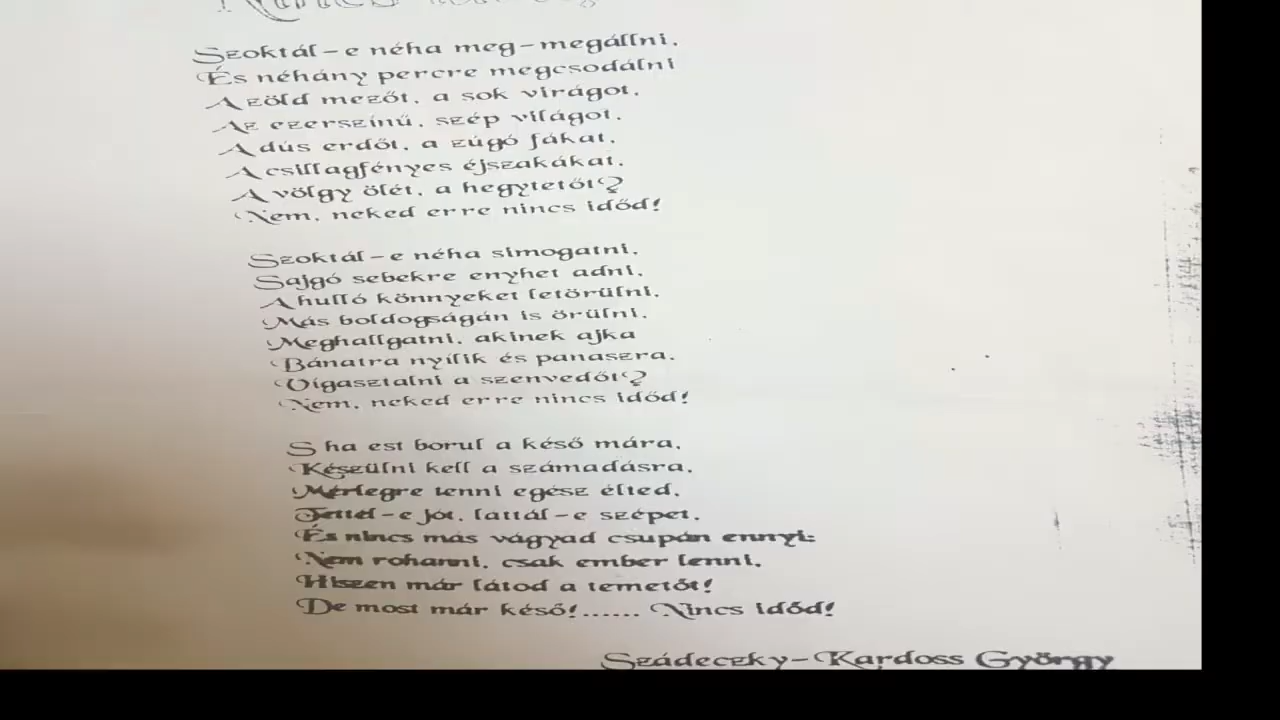 Szoktál-e néha meg-megállni,
És néhány percre megcsodálni
A zöld mezőt, a sok virágot,
Az ezerszínű, szép világot,
A dús erdőt, a zúgó fákat,
A csillagfényes éjszakákat,
A völgy ölét, a hegytetőt?
Nem, neked erre nincs időd!
Szoktál-e néha simogatni,
Sajgó sebekre enyhet adni,
A hulló könnyeket letörülni,
Más boldogságán is örülni,
Meghallgatni, akinek ajka
Bánatra nyílik és panaszra,
Vígasztalni a szenvedőt?
Nem, neked erre nincs időd!
S ha est borul a késő mára,
Készülni kell a számadásra,
Mérlegre tenni egész élted,
Tettél-e jót, láttál-e szépet,
És nincs más vágyad csupán ennyi:
Nem rohanni, csak ember lenni,
Hiszen már látod a temetőt!
De most már késő!...... Nincs időd!
Szádeczky-Kardoss György